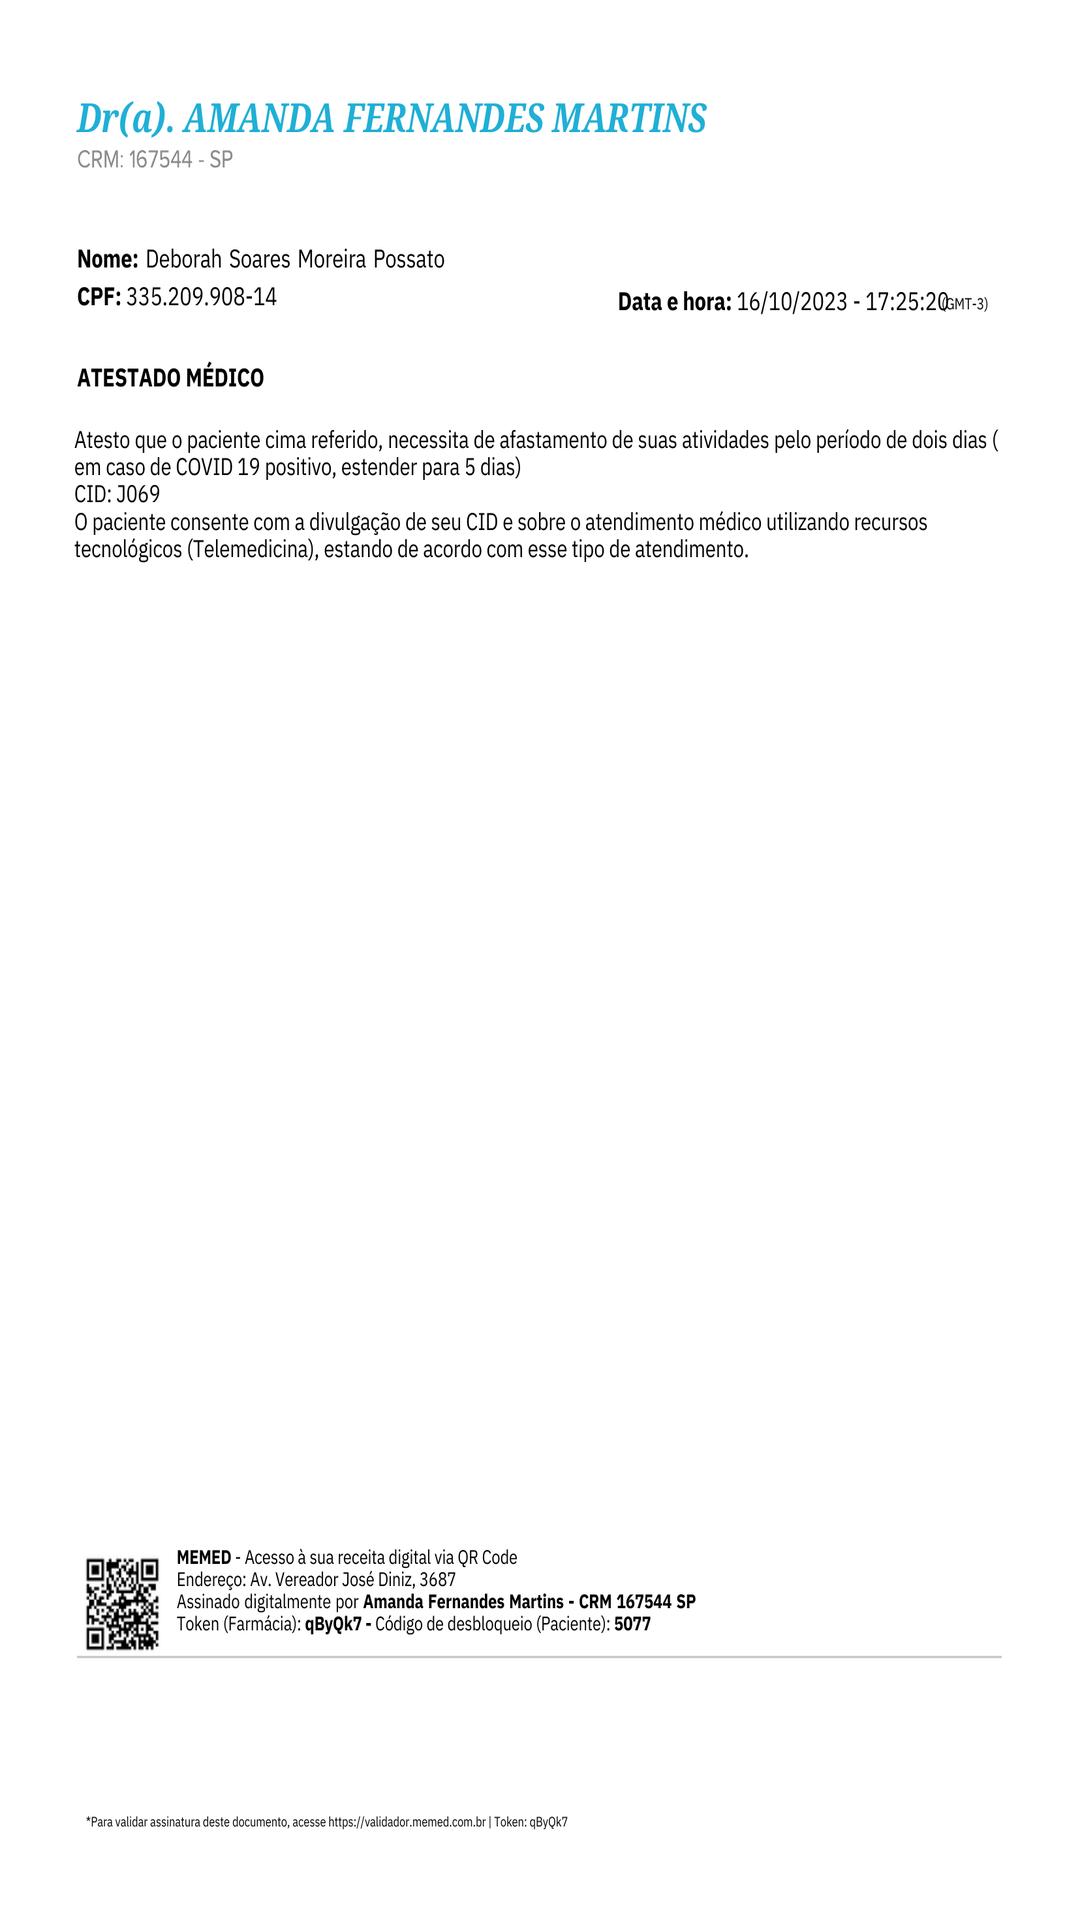 Dr(a). AMANDA FERNANDES MARTINS
CRM: 167544 - SP
Nome: Deborah Soares Moreira Possato
CPF: 335.209.908-14
Data e hora: 16/10/2023 - 17:25:20(GMT-3)
ATESTADO MÉDICO
Atesto que o paciente cima referido, necessita de afastamento de suas atividades pelo período de dois dias (
em caso de COVID 19 positivo, estender para 5 dias)
CID: J069
O paciente consente com a divulgação de seu CID e sobre o atendimento médico utilizando recursos
tecnológicos (Telemedicina), estando de acordo com esse tipo de atendimento.
MEMED - Acesso à sua receita digital via QR Code
Endereço: Av. Vereador José Diniz, 3687
Assinado digitalmente por Amanda Fernandes Martins - CRM 167544 SP
Token (Farmácia): qByQk7 - Código de desbloqueio (Paciente): 5077
*Para validar assinatura deste documento, acesse https://validador.memed.com.br | Token: qByQk7